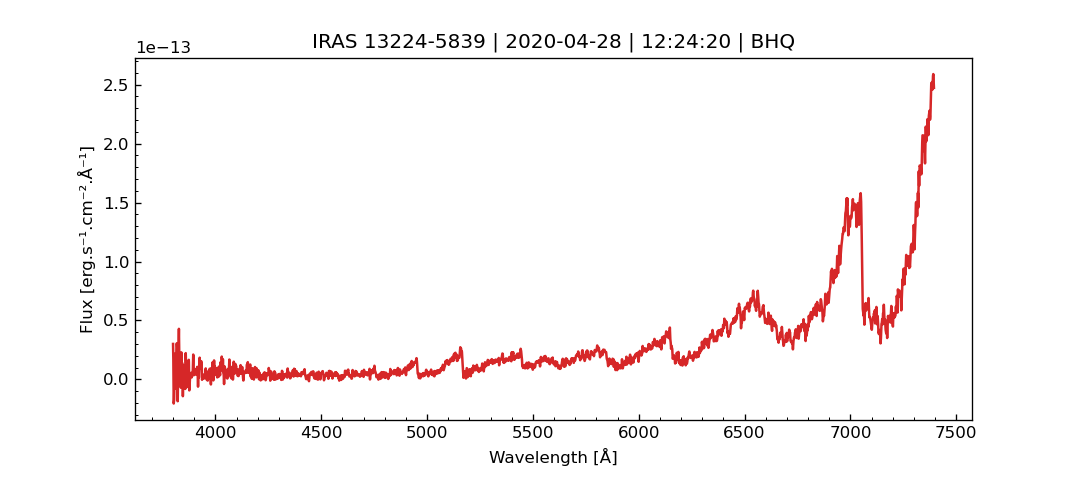 IRAS 13224-5839 | 2020-04-28 | 12:24:20 | BHQ
1e−13
2.5
2.0
1.5
1.0
0.5
0.0
Flux [erg.s⁻¹.cm⁻².Å⁻¹]
4000 4500 5000 5500 6000 6500 7000 7500
Wavelength [Å]